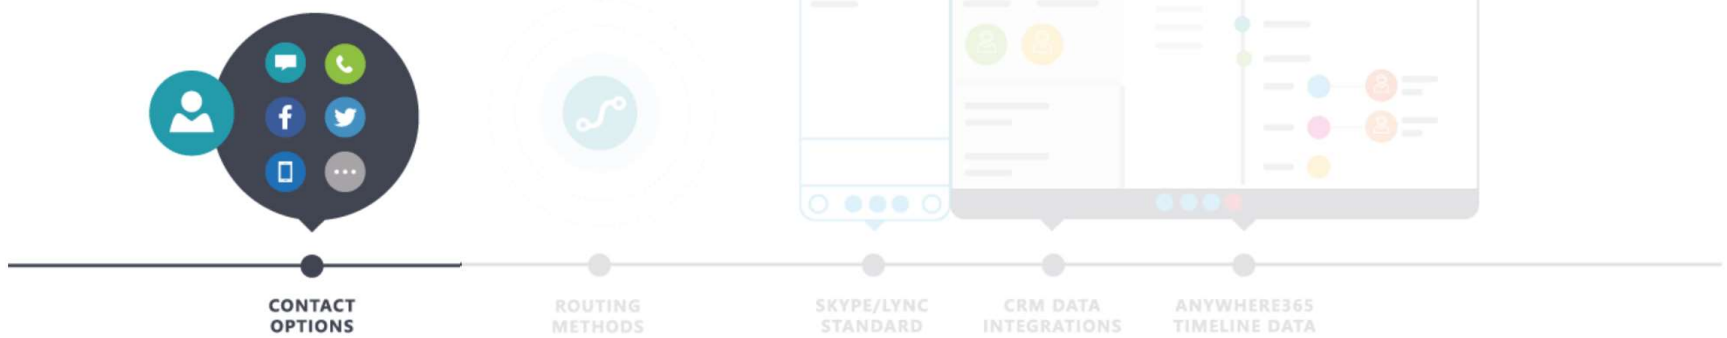 CONTACT
OPTIONS
ROUTING
METHODS
SKYPE/LYNC
STANDARD
CRM DATA
INTEGRATIONS
ANYWHERE365
TIMELINE DATA